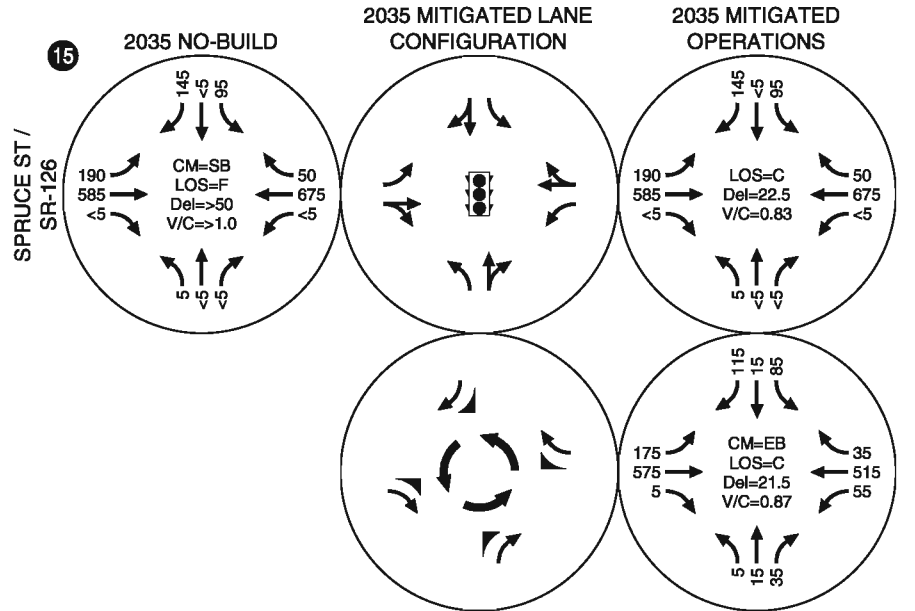 2035 NO-BUILD
2035 MITIGATED LANE
CONFIGURATION
2035 MITIGATED
OPERATIONS
15
SPRUCE ST /
SR-126
145 <5 95
190
585
<5
CM=SB
LOS=F
Del=>50
V/C=>1.0
50
675
<5
5 <5 <5
145 <5 95
190
585
<5
LOS=C
Del=22.5
V/C=0.83
50
675
<5
5 <5 <5
115 15 85
175
575
5
CM=EB
LOS=C
Del=21.5
V/C=0.87
35
515
55
5 15 35